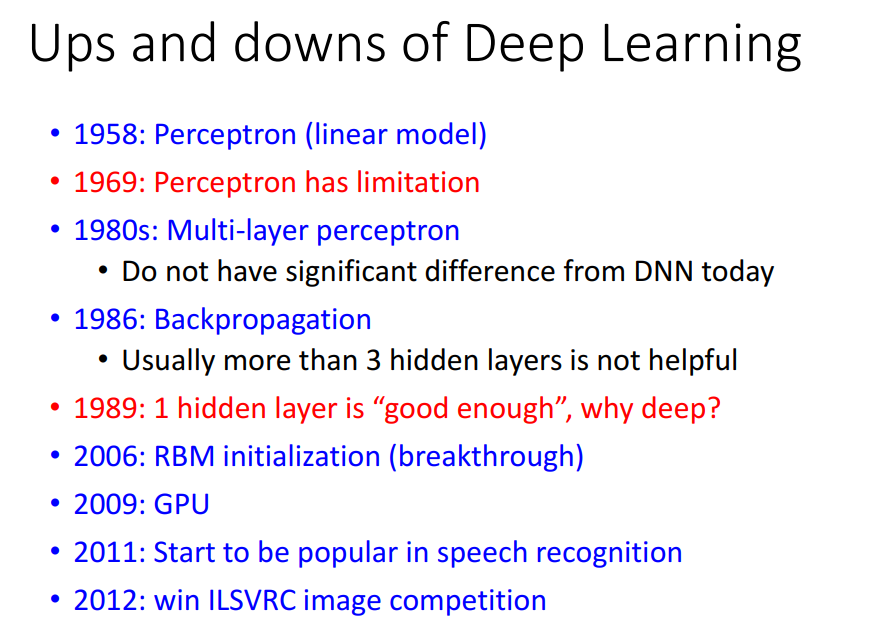 Ups and downs of Deep Learning
• 1958: Perceptron (linear model)
• 1969: Perceptron has limitation
• 1980s: Multi-layer perceptron
• Do not have significant difference from DNN today
• 1986: Backpropagation
• Usually more than 3 hidden layers is not helpful
• 1989: 1 hidden layer is “good enough”, why deep?
• 2006: RBM initialization (breakthrough)
• 2009: GPU
• 2011: Start to be popular in speech recognition
• 2012: win ILSVRC image competition